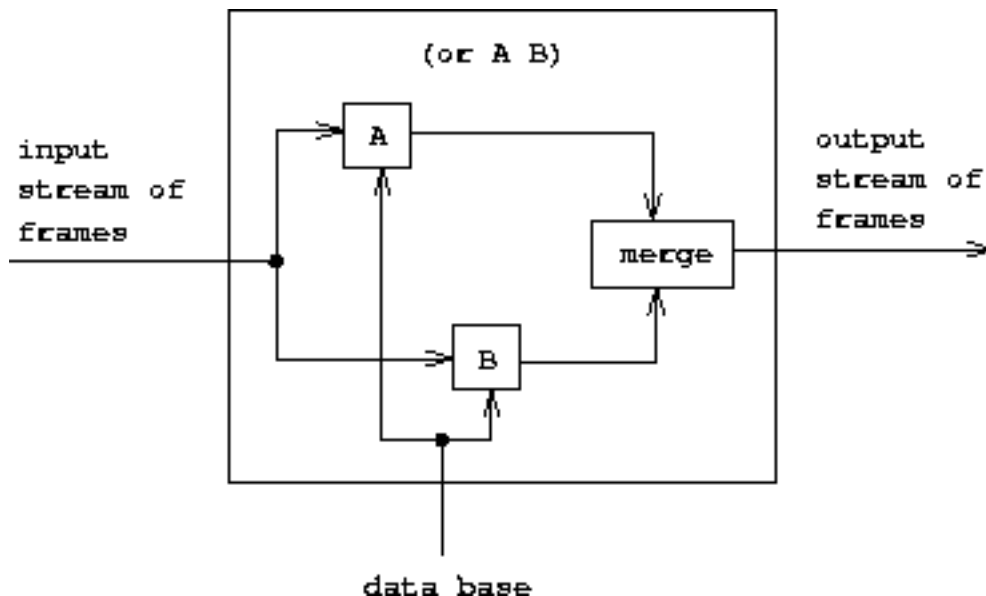 (or A B)
A
input
stream of
frames
output
stream of
frames
merge
B
data base